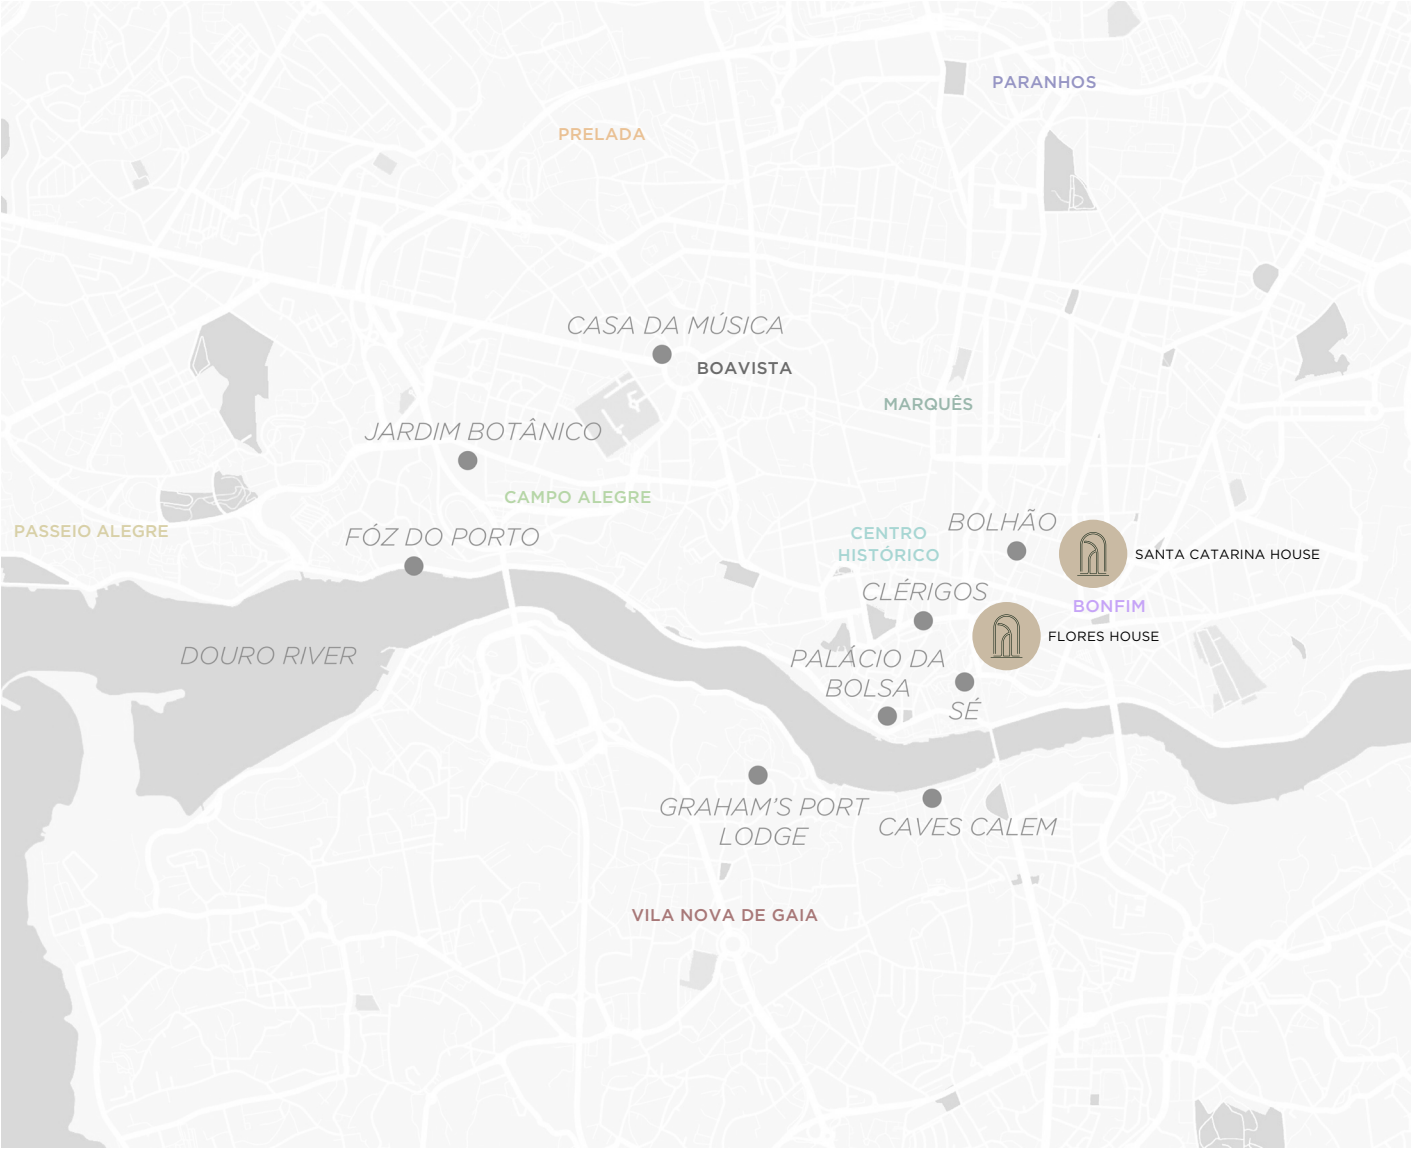 PARANHOS
PRELADA
CASA DA MÚSICA
BOAVISTA
MARQUÊS
JARDIM BOTÂNICO
CAMPO ALEGRE
PASSEIO ALEGRE
FÓZ DO PORTO
CENTRO
HISTÓRICO
BOLHÃO
SANTA CATARINA HOUSE
CLÉRIGOS
BONFIM
FLORES HOUSE
DOURO RIVER
PALÁCIO DA
BOLSA
SÉ
GRAHAM’S PORT
LODGE
CAVES CALEM
VILA NOVA DE GAIA